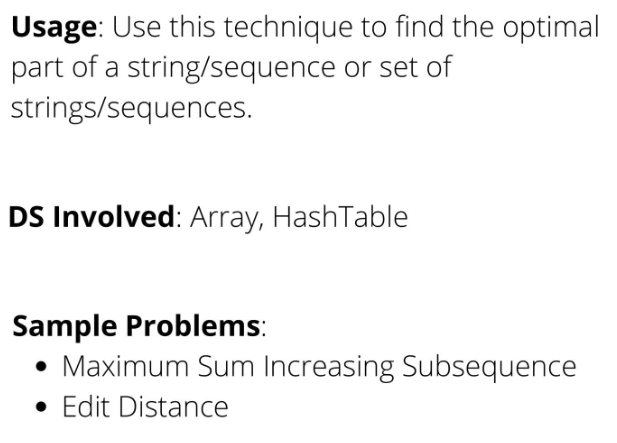 Usage: Use this technique to find the optimal
part of a string/sequence or set of
strings/sequences.
DS Involved: Array, HashTable
Sample Problems:
• Maximum Sum Increasing Subsequence
• Edit Distance